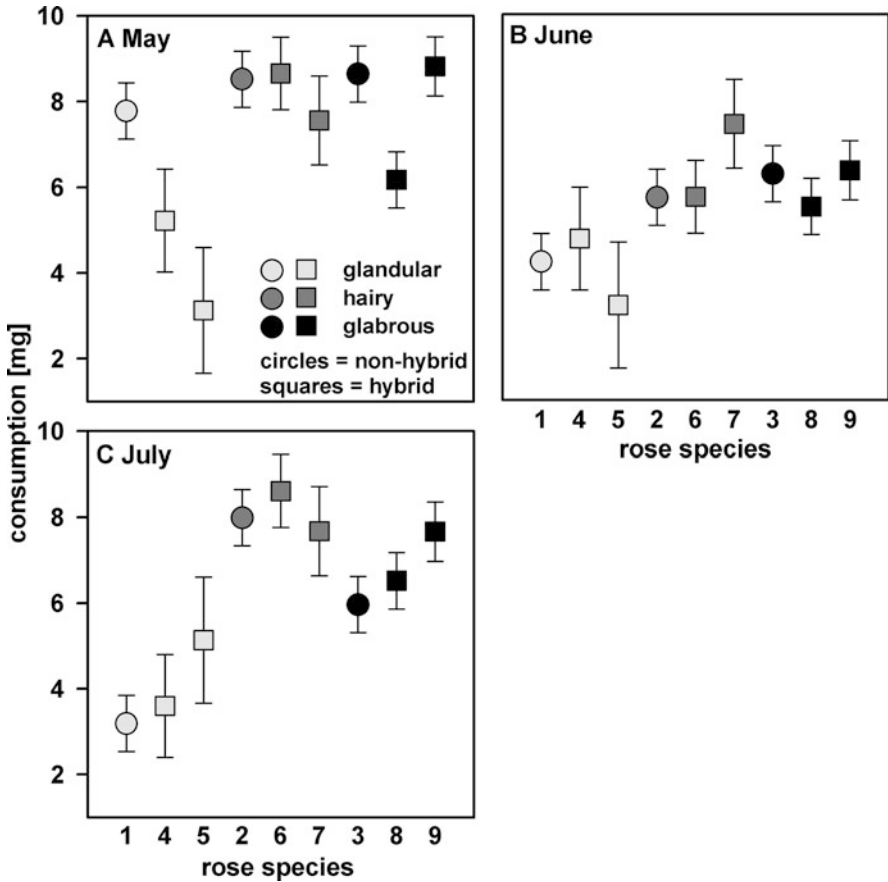 A May
10
8
6
4
2
glandular
hairy
glabrous
circles = non-hybrid
squares = hybrid
B June
1 4 5 2 6 7 3 8 9
rose species
consumption [mg]
C July
10
8
6
4
2
1 4 5 2 6 7 3 8 9
rose species